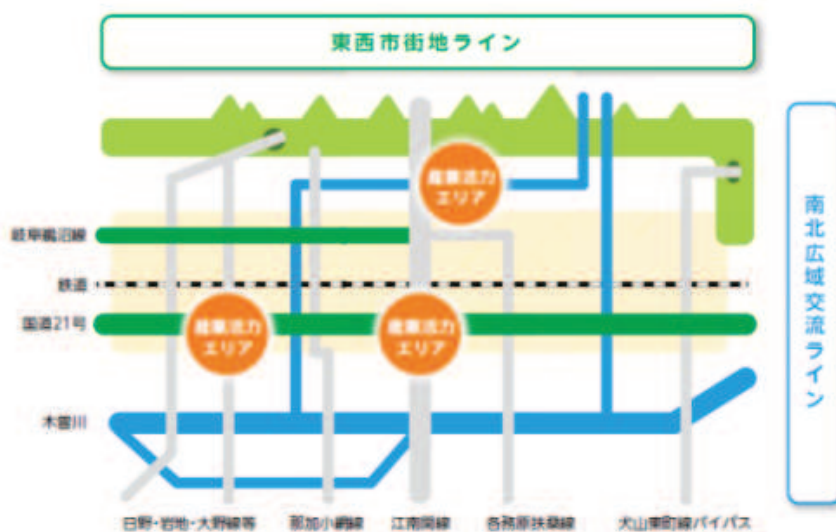 東西市街地ライン
産業活力
エリア
岐阜鵜沼線
鉄道
国道21号
産業活力
エリア
産業活力
エリア
木曽川
日野・岩地・大野線等
那加小網線
江南関線
各務原扶桑線
犬山東町線バイパス
南北広域交流ライン